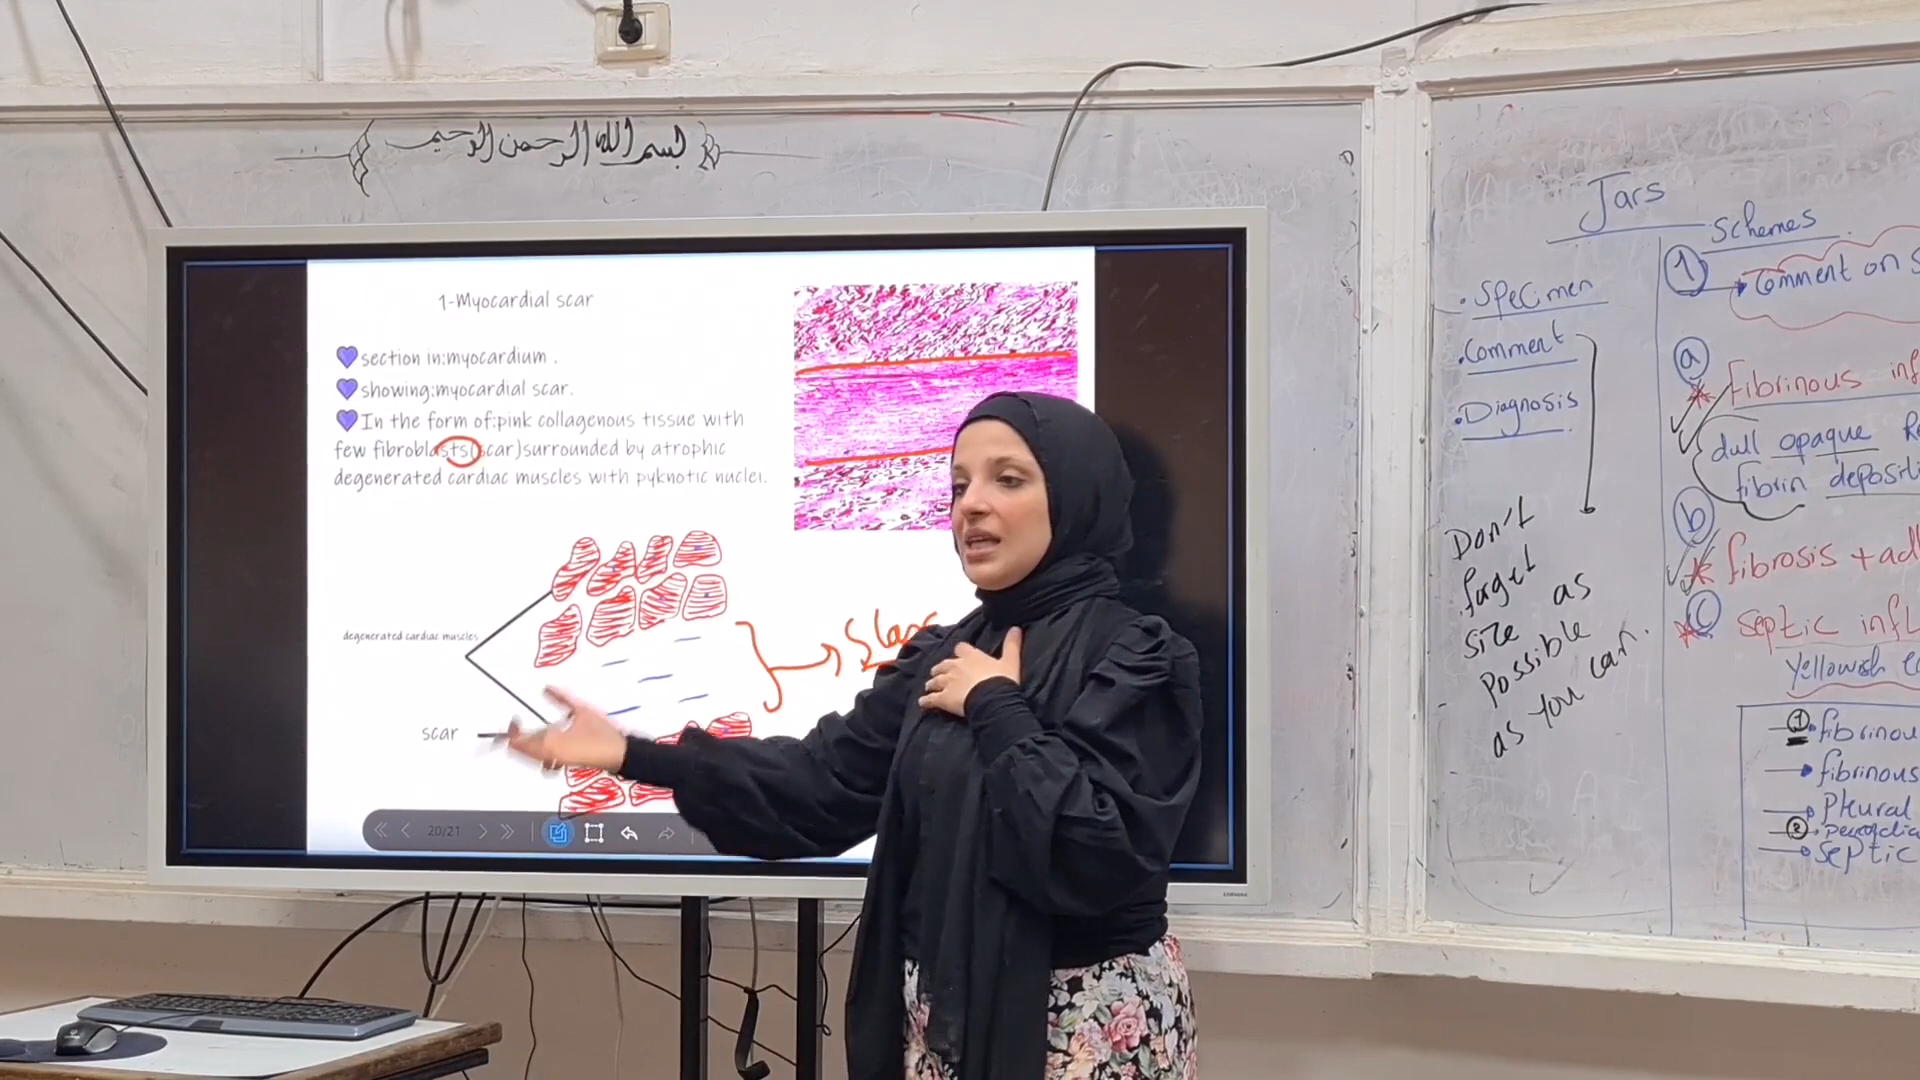 بسم الله الرحمن الرحيم
1-Myocardial scar
section in:myocardium .
showing:myocardial scar.
In the form of:pink collagenous tissue with
few fibroblasts(scar)surrounded by atrophic
degenerated cardiac muscles with pyknotic nuclei.
degenerated cardiac muscles
scar
20/21
SAMSUNG
Jars
• Specimen
• Comment
• Diagnosis
Don't
forget
size as
possible
as you can.
Schemes
1
Comment on
a
Fibrinous
dull opaque
fibrin
b
fibrosis +
c
Septic
Yellowish
1
fibrinous
Pleural
2
Septic